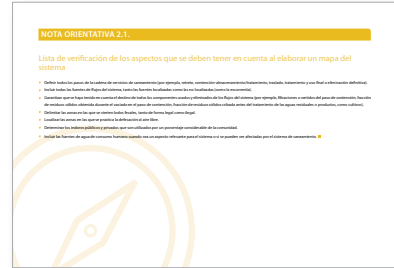 NOTA ORIENTATIVA 2.1.
Lista de verificación de los aspectos que se deben tener en cuenta al elaborar un mapa del
sistema
Definir todos los pasos de la cadena de servicios de saneamiento (por ejemplo, retrete, contención-almacenamiento/tratamiento, traslado, tratamiento y uso final o eliminación definitiva).
Incluir todas las fuentes de flujos del sistema, tanto las fuentes localizadas como las no localizadas (como la escorrentía).
Garantizar que se haya tenido en cuenta el destino de todos los componentes usados y eliminados de los flujos del sistema (por ejemplo, filtraciones o vertidos del paso de contención, fracción
de residuos sólidos obtenida durante el vaciado en el paso de contención, fracción de residuos sólidos cribada antes del tratamiento de las aguas residuales o productos, como cultivos).
Delimitar las zonas en las que se vierten lodos fecales, tanto de forma legal como ilegal.
Localizar las zonas en las que se practica la defecación al aire libre.
Determinar los retretes públicos y privados que son utilizados por un porcentaje considerable de la comunidad.
Incluir las fuentes de agua de consumo humano cuando sea un aspecto relevante para el sistema o si se pueden ver afectadas por el sistema de saneamiento.